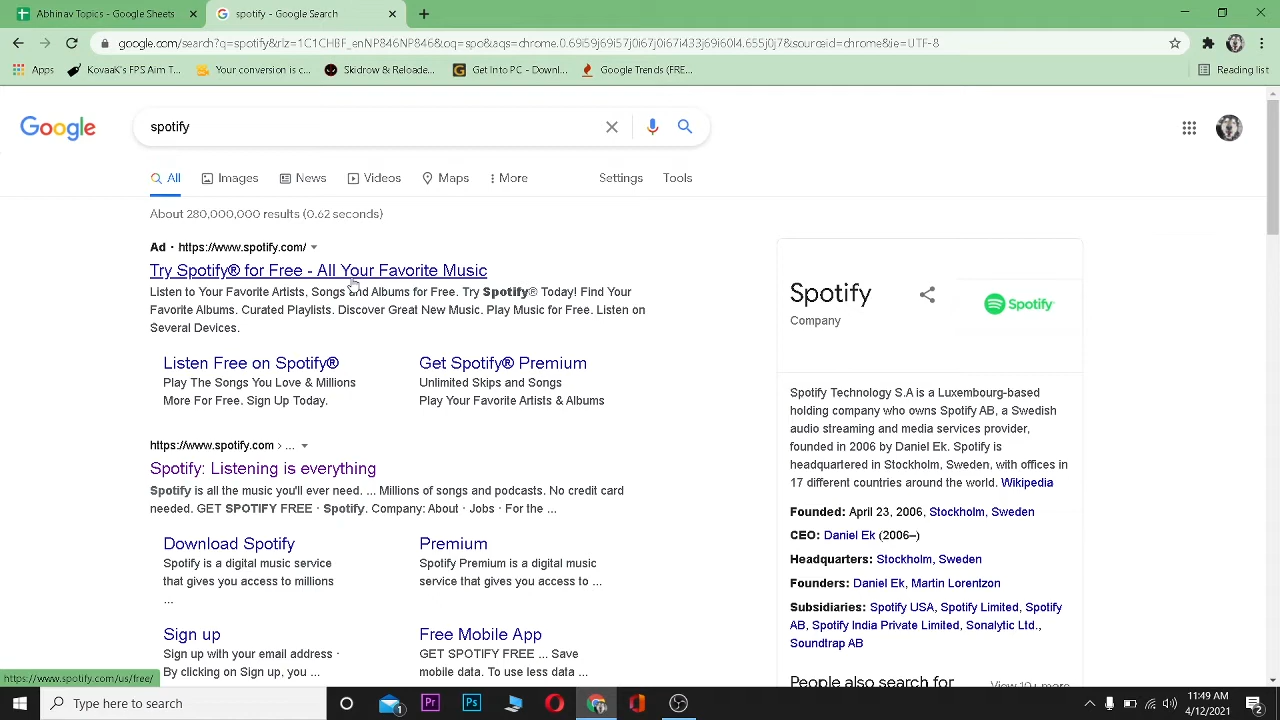 Abhiraw Topics - Google Sheets
spotify - Google Search
google.com/search?q=spotify&rlz=1C1CHBF_enNP846NP846&oq=spo&aqs=chrome.0.69i59j69i57j0i67j0i67i433j69i60l4.655j0j7&sourceid=chrome&ie=UTF-8
Apps
KovaaK's FPS Aim T...
Your conversation is c...
Skidrow & Reloade...
Get Into PC - Downl...
Google Trends (FRE...
Reading list
Google
spotify
All
Images
News
Videos
Maps
More
Settings
Tools
About 280,000,000 results (0.62 seconds)
Ad · https://www.spotify.com/
Try Spotify® for Free - All Your Favorite Music
Listen to Your Favorite Artists, Songs and Albums for Free. Try Spotify® Today! Find Your
Favorite Albums. Curated Playlists. Discover Great New Music. Play Music for Free. Listen on
Several Devices.
Listen Free on Spotify®
Play The Songs You Love & Millions
More For Free. Sign Up Today.
Get Spotify® Premium
Unlimited Skips and Songs
Play Your Favorite Artists & Albums
https://www.spotify.com › ...
Spotify: Listening is everything
Spotify is all the music you'll ever need. ... Millions of songs and podcasts. No credit card
needed. GET SPOTIFY FREE · Spotify. Company: About · Jobs · For the ...
Download Spotify
Spotify is a digital music service
that gives you access to millions
...
Premium
Spotify Premium is a digital music
service that gives you access to ...
Sign up
Sign up with your email address ·
By clicking on Sign up, you ...
Free Mobile App
GET SPOTIFY FREE ... Save
mobile data. To use less data ...
Spotify
Company
Spotify
Spotify Technology S.A is a Luxembourg-based
holding company who owns Spotify AB, a Swedish
audio streaming and media services provider,
founded in 2006 by Daniel Ek. Spotify is
headquartered in Stockholm, Sweden, with offices in
17 different countries around the world. Wikipedia
Founded: April 23, 2006, Stockholm, Sweden
CEO: Daniel Ek (2006–)
Headquarters: Stockholm, Sweden
Founders: Daniel Ek, Martin Lorentzon
Subsidiaries: Spotify USA, Spotify Limited, Spotify
AB, Spotify India Private Limited, Sonalytic Ltd.,
Soundtrap AB
People also search for
View 10+ more
https://www.spotify.com/us/free/
Type here to search
1
Pr
Ps
11:49 AM
4/12/2021
2